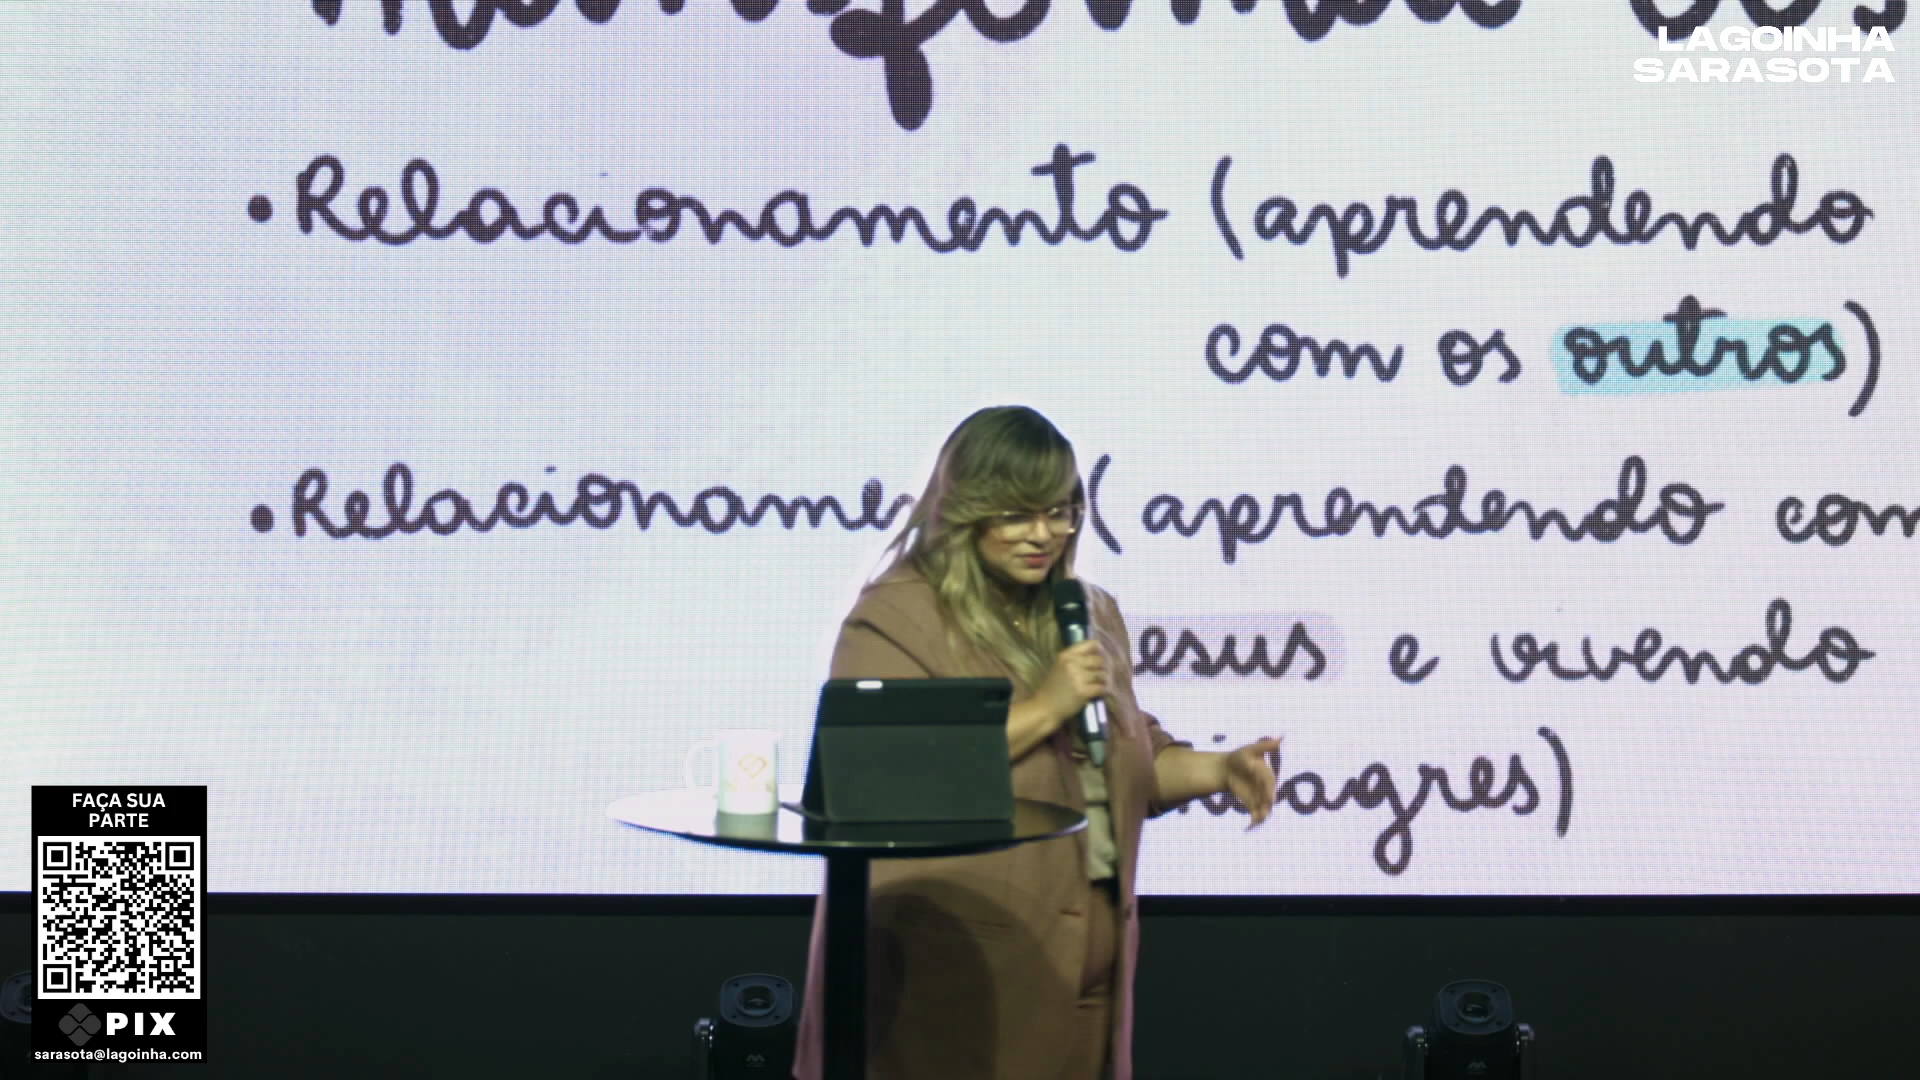 LAGOINHA
SARASOTA
• Relacionamento (aprendendo
com os outros)
• Relacioname ( aprendendo com
esus e vivendo
ilagres)
FAÇA SUA
PARTE
PIX
sarasota@lagoinha.com